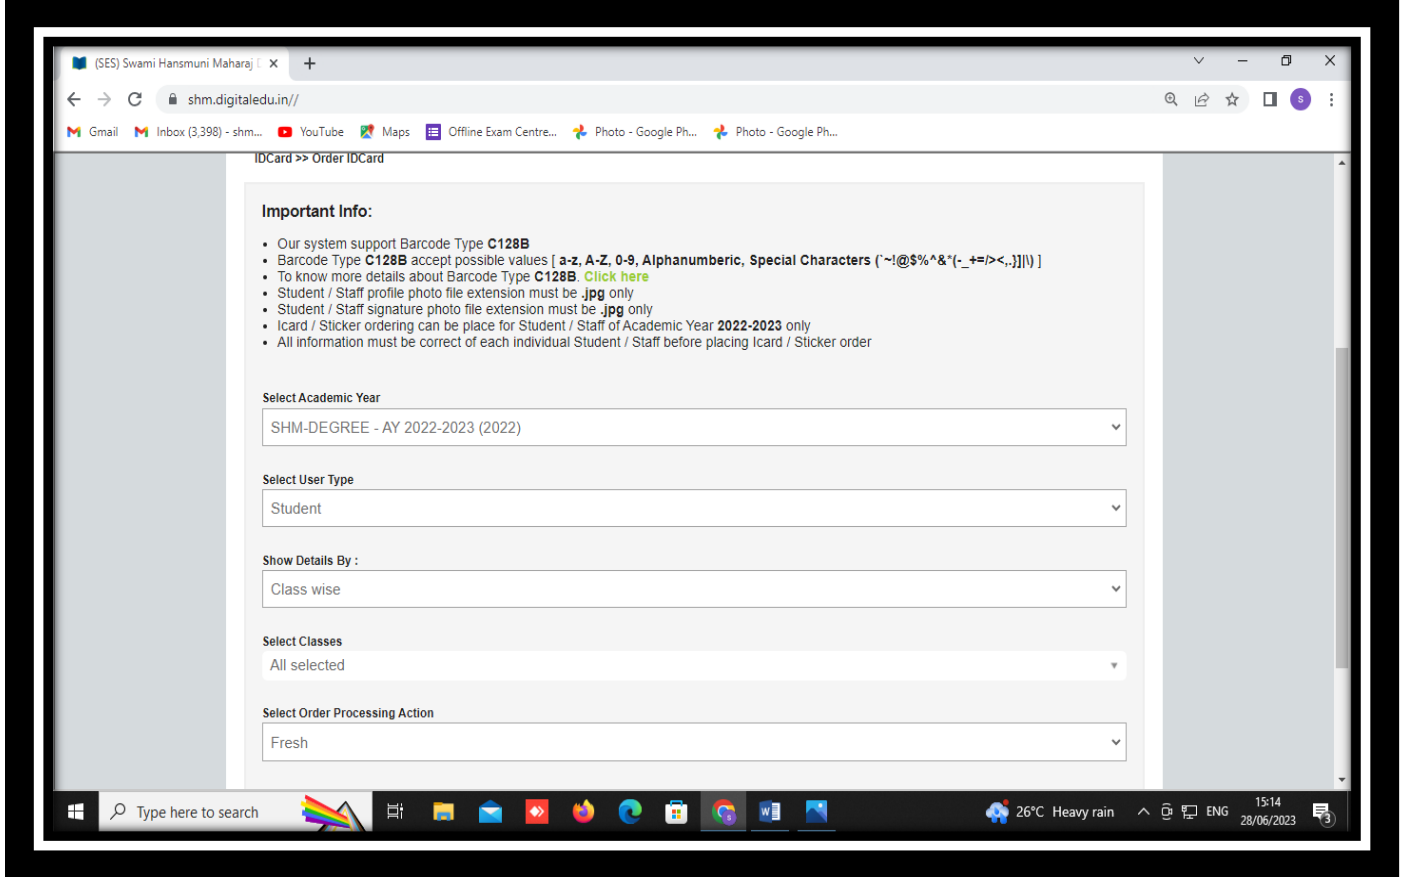 (SES) Swami Hansmuni Maharaj
shm.digitaledu.in//
S
Gmail
Inbox (3,398) - shm...
YouTube
Maps
Offline Exam Centre...
Photo - Google Ph...
Photo - Google Ph...
IDCard >> Order IDCard
Important Info:
• Our system support Barcode Type C128B
• Barcode Type C128B accept possible values [ a-z, A-Z, 0-9, Alphanumberic, Special Characters (`~!@$%^&*(-_+=/><,.}]|\) ]
• To know more details about Barcode Type C128B. Click here
• Student / Staff profile photo file extension must be .jpg only
• Student / Staff signature photo file extension must be .jpg only
• Icard / Sticker ordering can be place for Student / Staff of Academic Year 2022-2023 only
• All information must be correct of each individual Student / Staff before placing Icard / Sticker order
Select Academic Year
SHM-DEGREE - AY 2022-2023 (2022)
Select User Type
Student
Show Details By :
Class wise
Select Classes
All selected
Select Order Processing Action
Fresh
Type here to search
26°C Heavy rain
ENG
15:14
28/06/2023
3